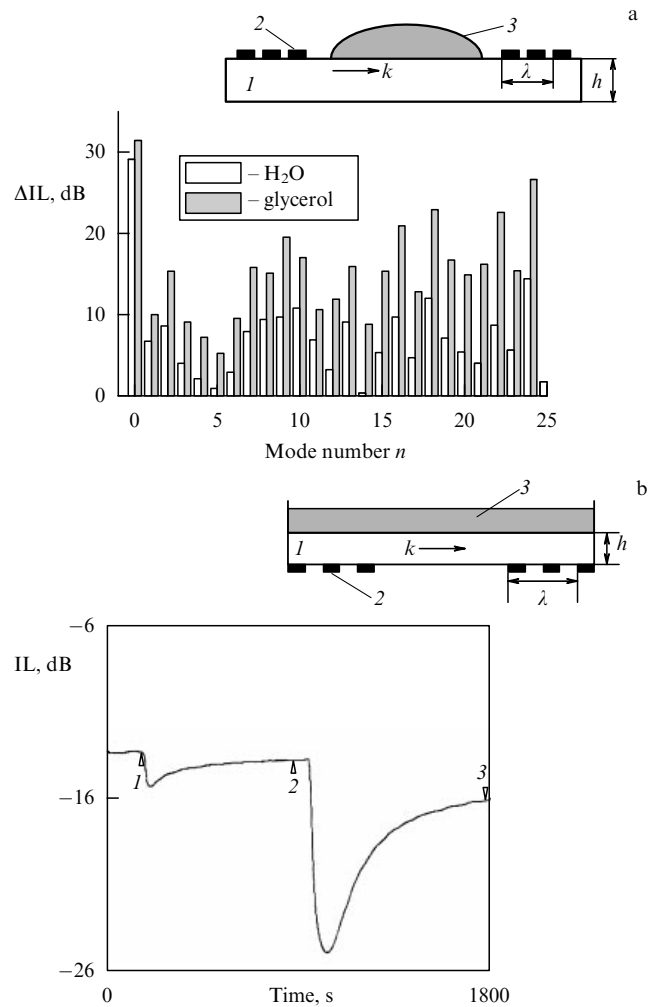 a
2
3
1
k
λ
h
30
20
10
0
ΔIL, dB
– H₂O
– glycerol
0 5 10 15 20 25
Mode number n
b
3
1
k
h
2
λ
−6
IL, dB
−16
−26
1
2
3
0
Time, s
1800